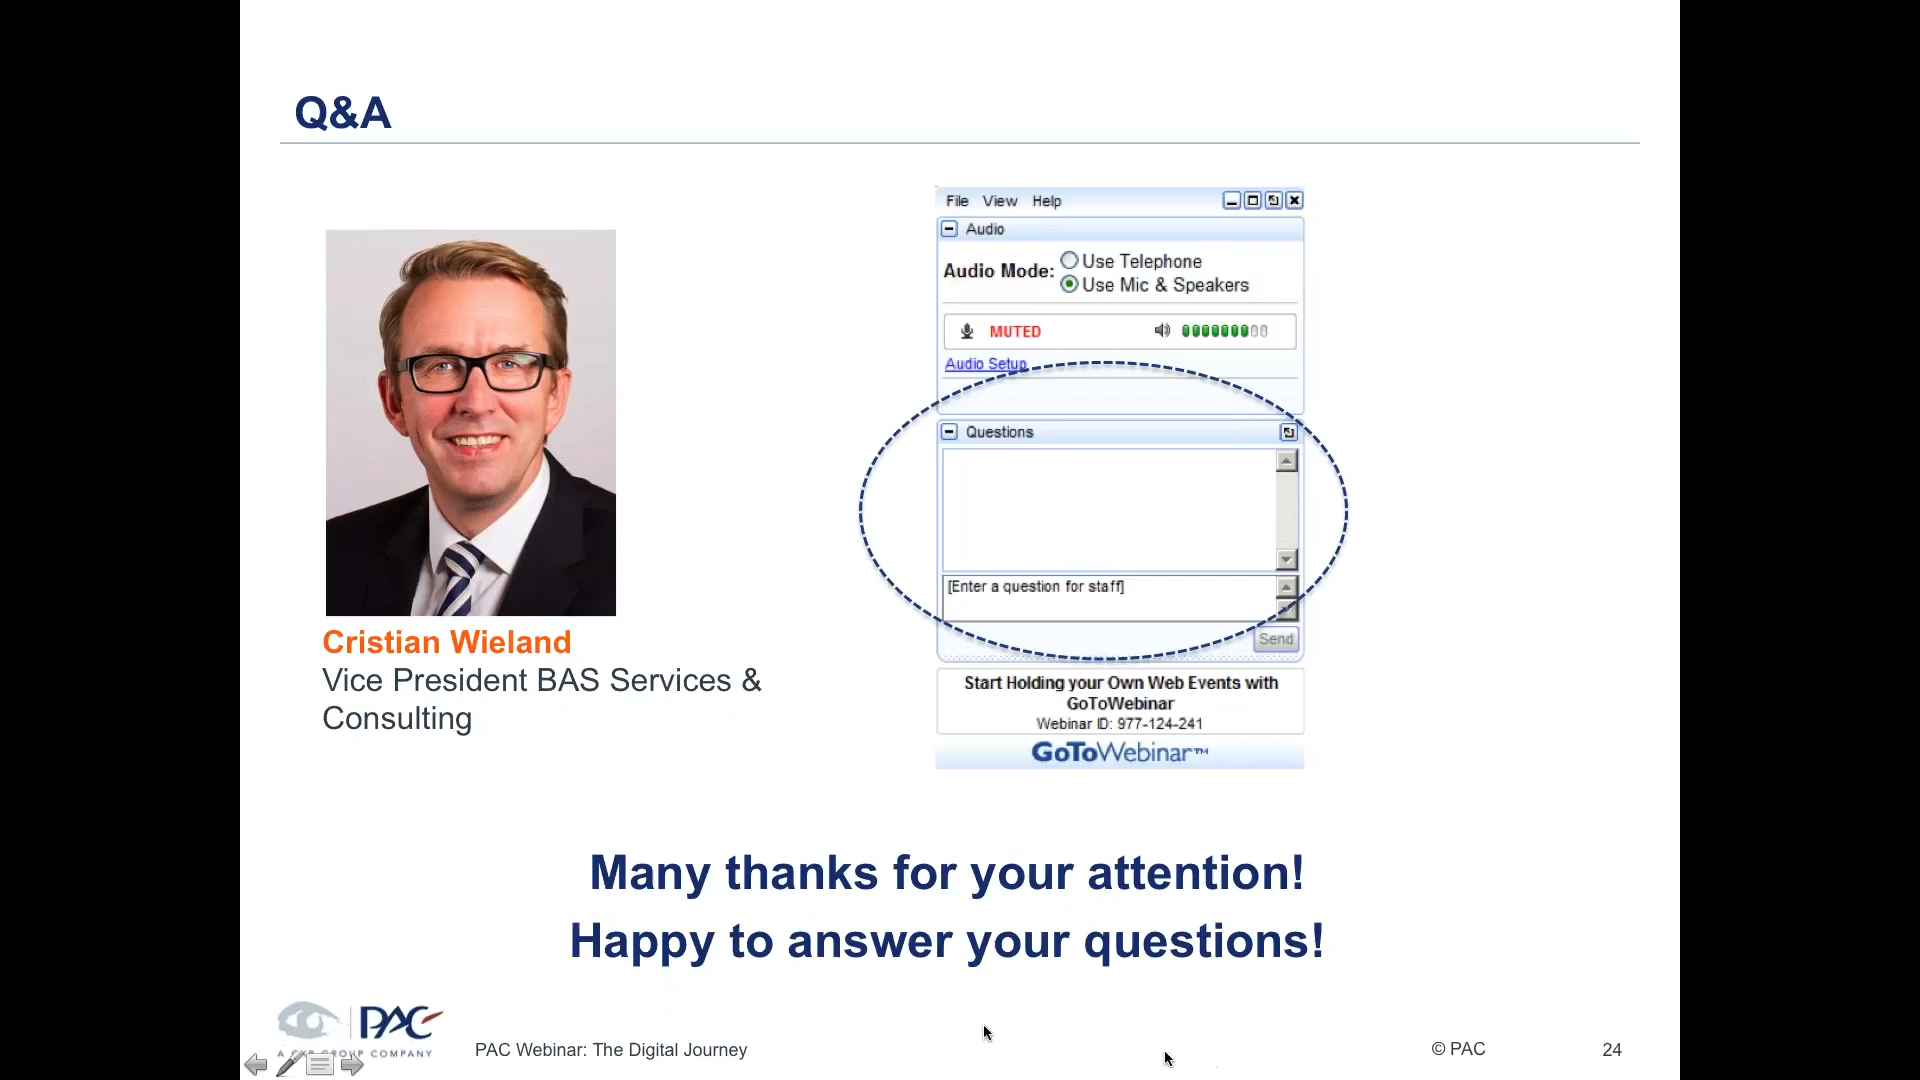 Q&A
Cristian Wieland
Vice President BAS Services &
Consulting
File View Help
Audio
Audio Mode:
Use Telephone
Use Mic & Speakers
MUTED
Audio Setup
Questions
[Enter a question for staff]
Send
Start Holding your Own Web Events with
GoToWebinar
Webinar ID: 977-124-241
GoToWebinar™
Many thanks for your attention!
Happy to answer your questions!
PAC
A CXP GROUP COMPANY
PAC Webinar: The Digital Journey
© PAC
24